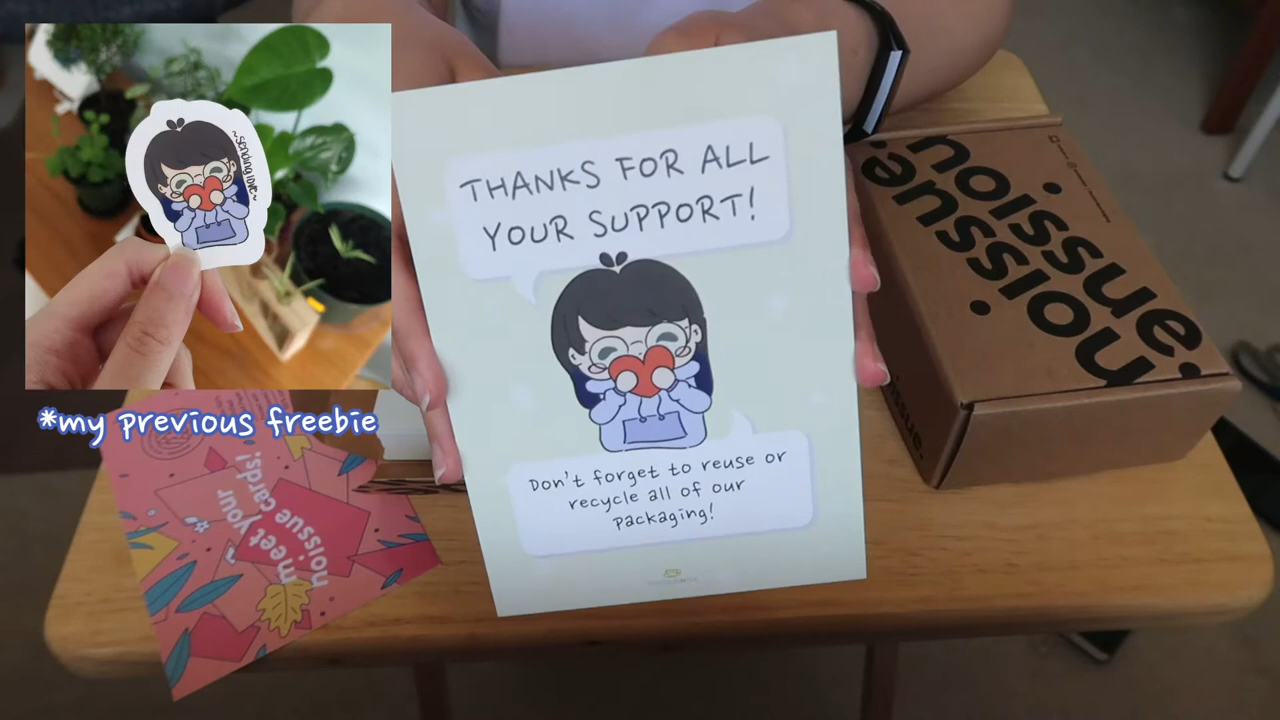 ~sending love~
*my previous freebie
THANKS FOR ALL
YOUR SUPPORT!
Don't forget to reuse or
recycle all of our
packaging!
meet your
noissue cards!
noissue.
noissue.
noissue.